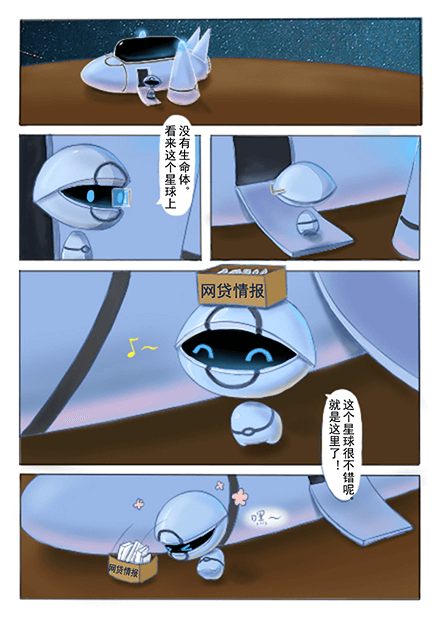 看来这个星球上
没有生命体。
网贷情报
这个星球很不错呢。
就是这里了！
嘿～
网贷情报